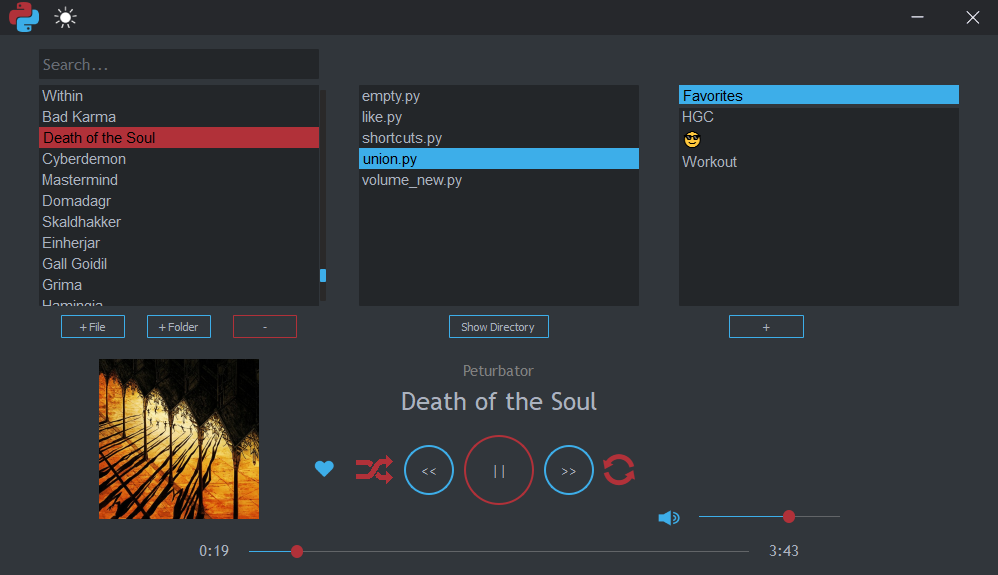 Search...
Within
Bad Karma
Death of the Soul
Cyberdemon
Mastermind
Domadagr
Skaldhakker
Einherjar
Gall Goidil
Grima
Hamingja
+ File
+ Folder
-
empty.py
like.py
shortcuts.py
union.py
volume_new.py
Show Directory
Favorites
HGC
😎
Workout
+
Peturbator
Death of the Soul
<<
||
>>
0:19
3:43